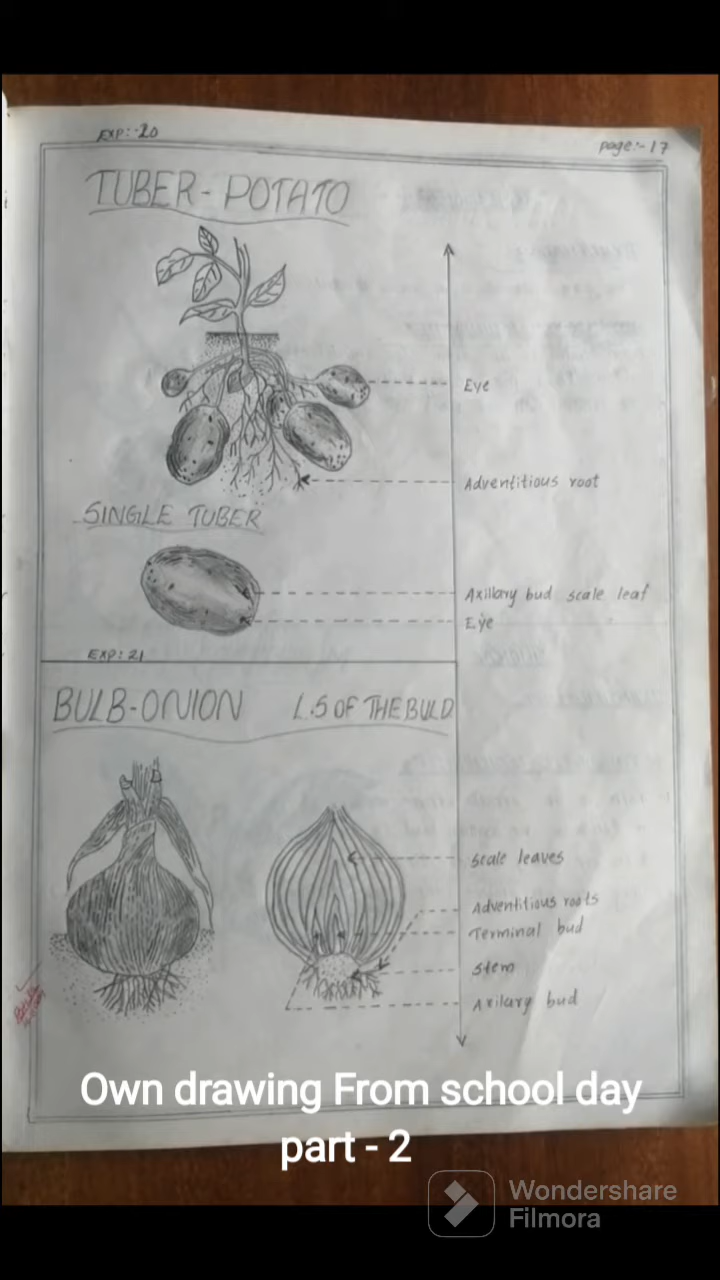 EXP:-20
page:-17
TUBER-POTATO
Eye
Adventitious root
SINGLE TUBER
Axillary bud scale leaf
Eye
EXP:21
BULB-ONION L.S OF THE BULD
Scale leaves
Adventitious roots
Terminal bud
Stem
Axilary bud
Own drawing From school day
part - 2
Wondershare
Filmora